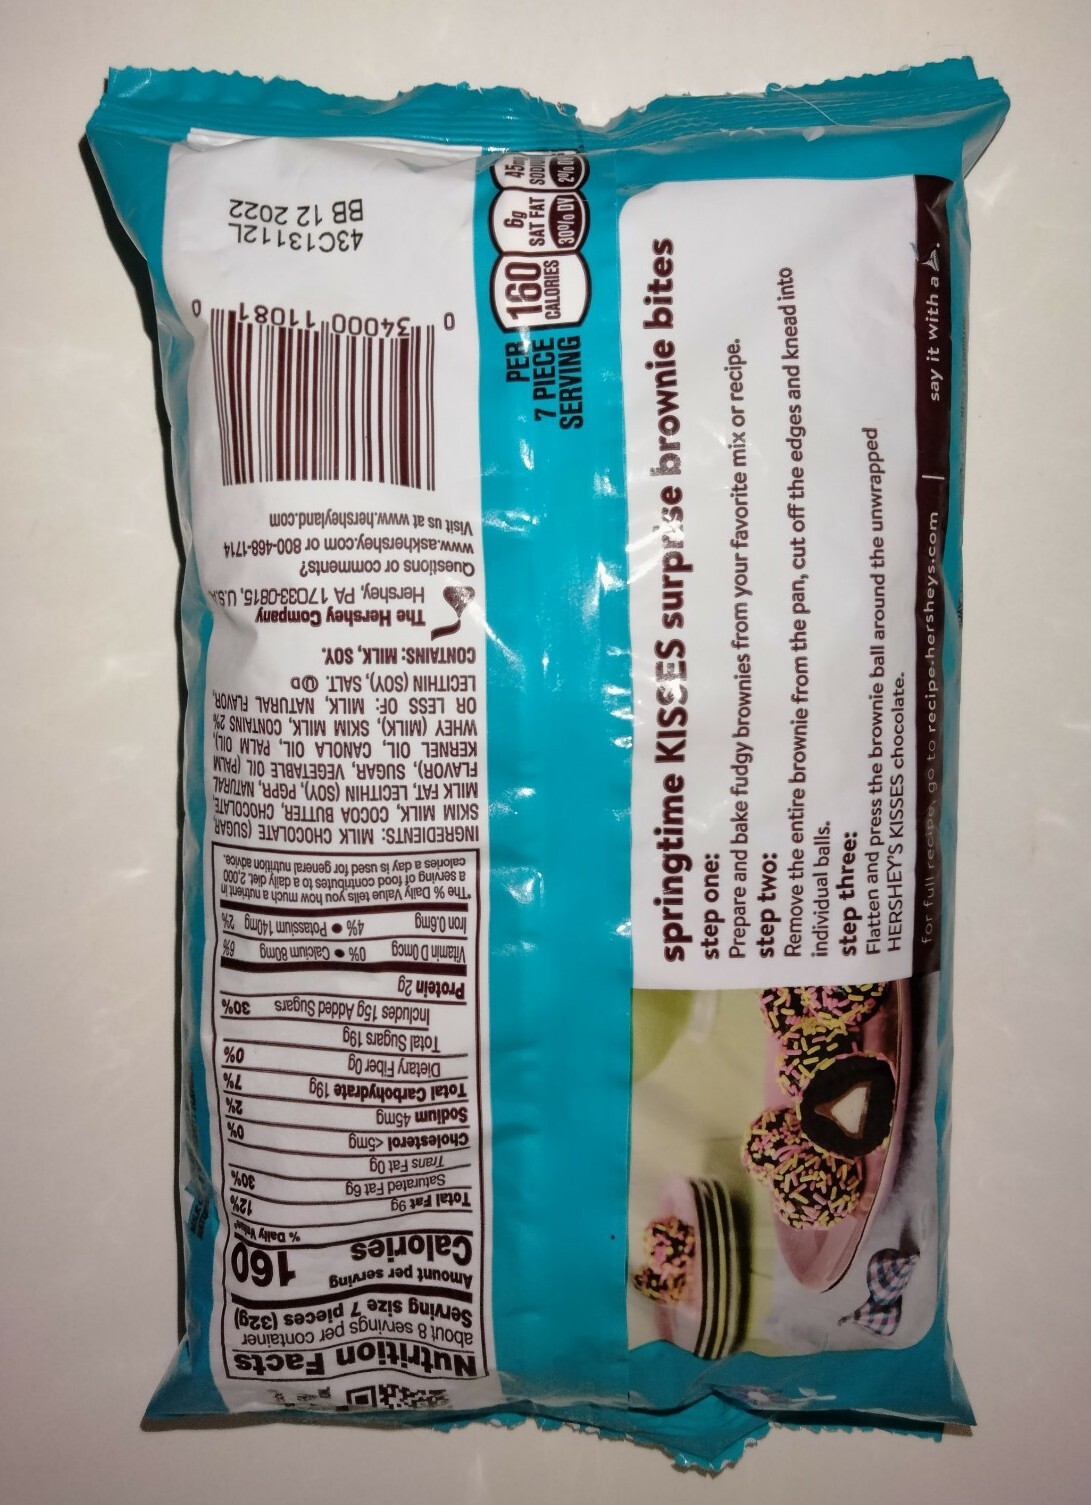 Nutrition Facts
about 8 servings per container
Serving size 7 pieces (32g)
Amount per serving
Calories 160
% Daily Value*
Total Fat 9g 12%
Saturated Fat 6g 30%
Trans Fat 0g
Cholesterol <5mg 0%
Sodium 45mg 2%
Total Carbohydrate 19g 7%
Dietary Fiber 0g 0%
Total Sugars 19g
Includes 15g Added Sugars 30%
Protein 2g
Vitamin D 0mcg 0% • Calcium 80mg 6%
Iron 0.6mg 4% • Potassium 140mg 2%
*The % Daily Value tells you how much a nutrient in
a serving of food contributes to a daily diet. 2,000
calories a day is used for general nutrition advice.
INGREDIENTS: MILK CHOCOLATE (SUGAR,
SKIM MILK, COCOA BUTTER, CHOCOLATE,
MILK FAT, LECITHIN (SOY), PGPR, NATURAL
FLAVOR), SUGAR, VEGETABLE OIL (PALM
KERNEL OIL, CANOLA OIL, PALM OIL),
WHEY (MILK), SKIM MILK, CONTAINS 2%
OR LESS OF: MILK, NATURAL FLAVOR,
LECITHIN (SOY), SALT. Ⓤ D
CONTAINS: MILK, SOY.
The Hershey Company
Hershey, PA 17033-0815, U.S.A.
Questions or comments?
www.askhershey.com or 800-468-1714
Visit us at www.hersheyland.com
0 34000 11081 0
43C13112L
BB 12 2022
PER
7 PIECE
SERVING
160
CALORIES
6g
SAT FAT
30% DV
2%
springtime KISSES surprise brownie bites
step one:
Prepare and bake fudgy brownies from your favorite mix or recipe.
step two:
Remove the entire brownie from the pan, cut off the edges and knead into
individual balls.
step three:
Flatten and press the brownie ball around the unwrapped
HERSHEY'S KISSES chocolate.
for full recipe, go to recipe.hersheys.com | say it with a